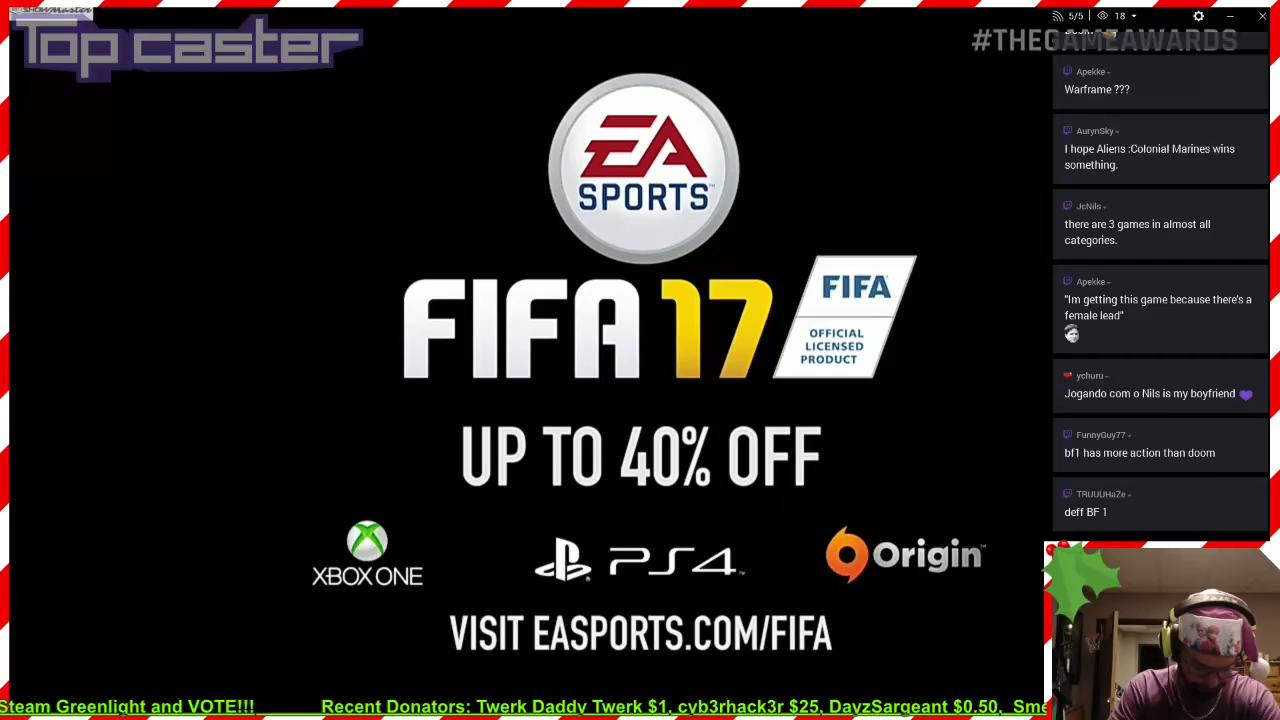 SHOWMaster
Top caster
#THEGAMEAWARDS
5/5
18
Apekke
Warframe ???
AurynSky
I hope Aliens :Colonial Marines wins
something.
JcNils
there are 3 games in almost all
categories.
Apekke
"Im getting this game because there's a
female lead"
ychuru
Jogando com o Nils is my boyfriend
FunnyGuy77
bf1 has more action than doom
TRUUUHaZe
deff BF 1
EA
SPORTS™
FIFA 17
FIFA
OFFICIAL
LICENSED
PRODUCT
UP TO 40% OFF
XBOX ONE
PS4™
Origin™
VISIT EASPORTS.COM/FIFA
Steam Greenlight and VOTE!!! Recent Donators: Twerk Daddy Twerk $1, cyb3rhack3r $25, DayzSargeant $0.50,